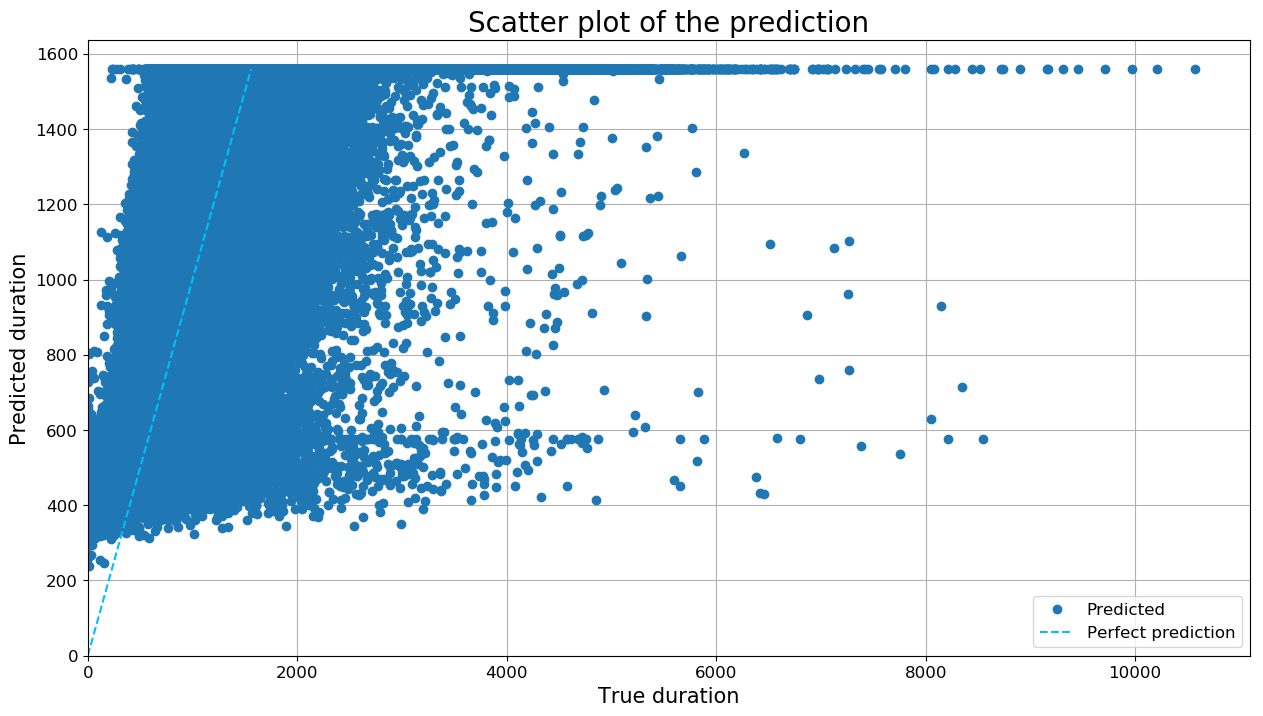 Scatter plot of the prediction
Predicted duration
1600
1400
1200
1000
800
600
400
200
0
0 2000 4000 6000 8000 10000
True duration
Predicted
Perfect prediction